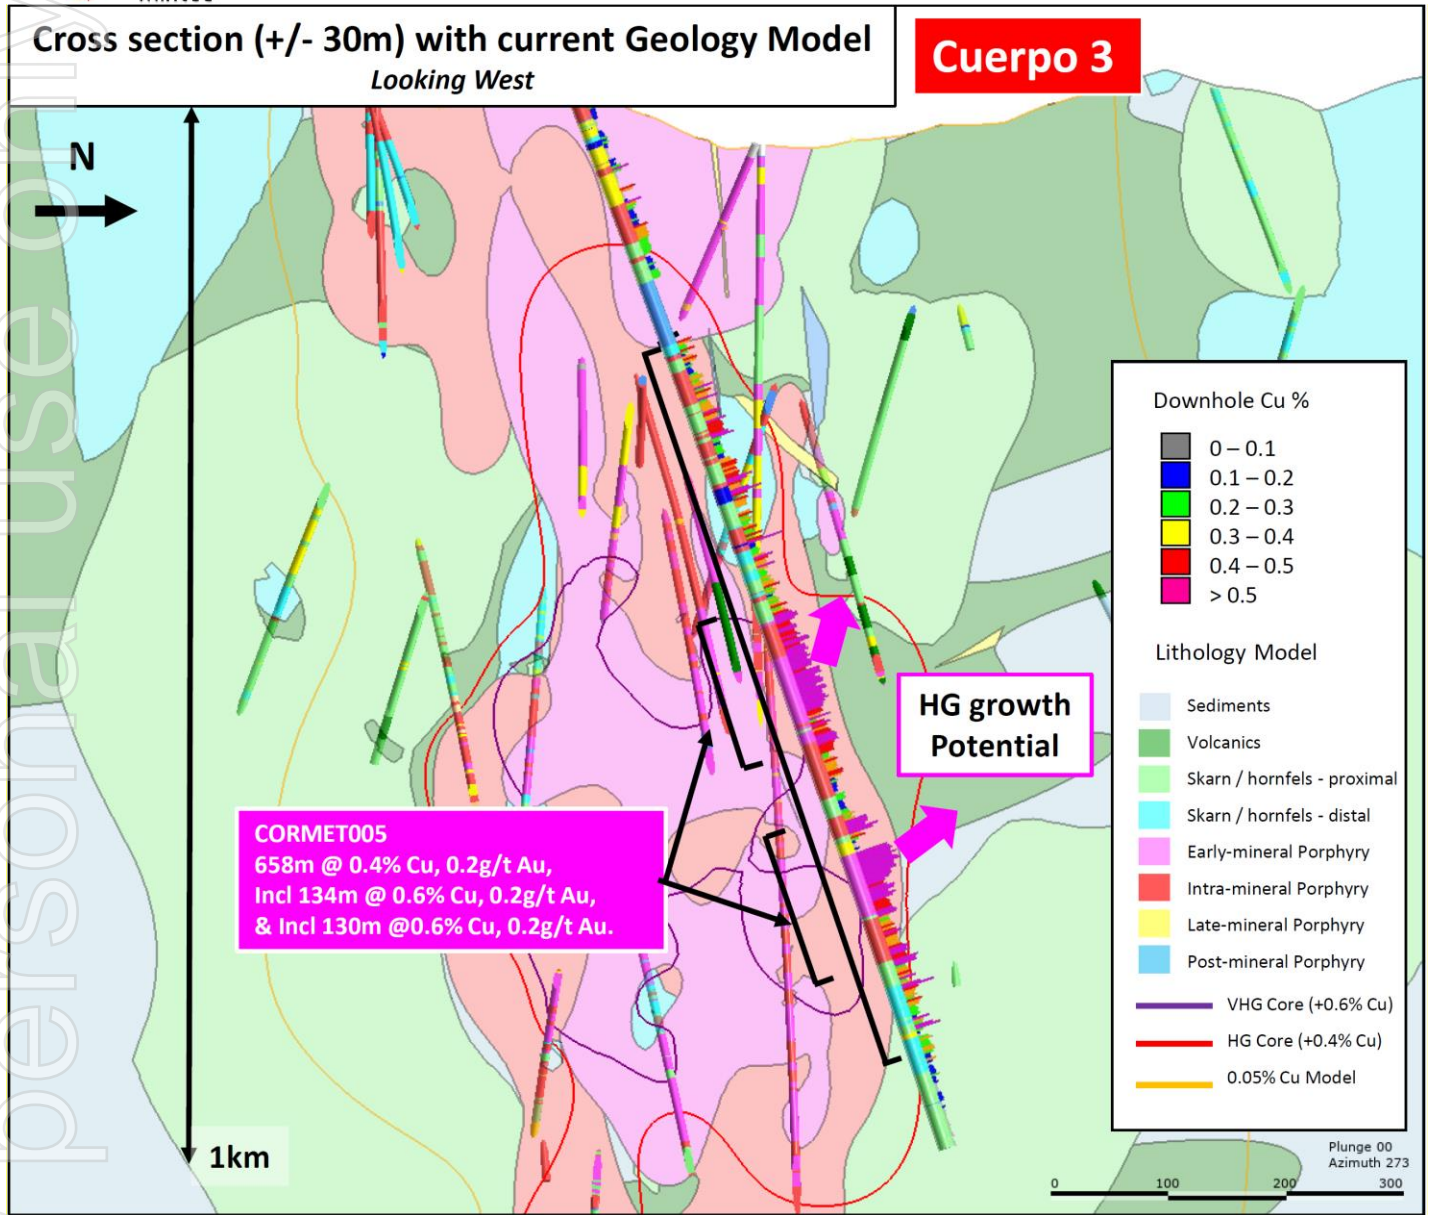 Cross section (+/- 30m) with current Geology Model
Looking West
Cuerpo 3
N
personal use only
Downhole Cu %
0 – 0.1
0.1 – 0.2
0.2 – 0.3
0.3 – 0.4
0.4 – 0.5
> 0.5
Lithology Model
Sediments
Volcanics
Skarn / hornfels - proximal
Skarn / hornfels - distal
Early-mineral Porphyry
Intra-mineral Porphyry
Late-mineral Porphyry
Post-mineral Porphyry
VHG Core (+0.6% Cu)
HG Core (+0.4% Cu)
0.05% Cu Model
HG growth
Potential
CORMET005
658m @ 0.4% Cu, 0.2g/t Au,
Incl 134m @ 0.6% Cu, 0.2g/t Au,
& Incl 130m @0.6% Cu, 0.2g/t Au.
1km
Plunge 00
Azimuth 273
0 100 200 300